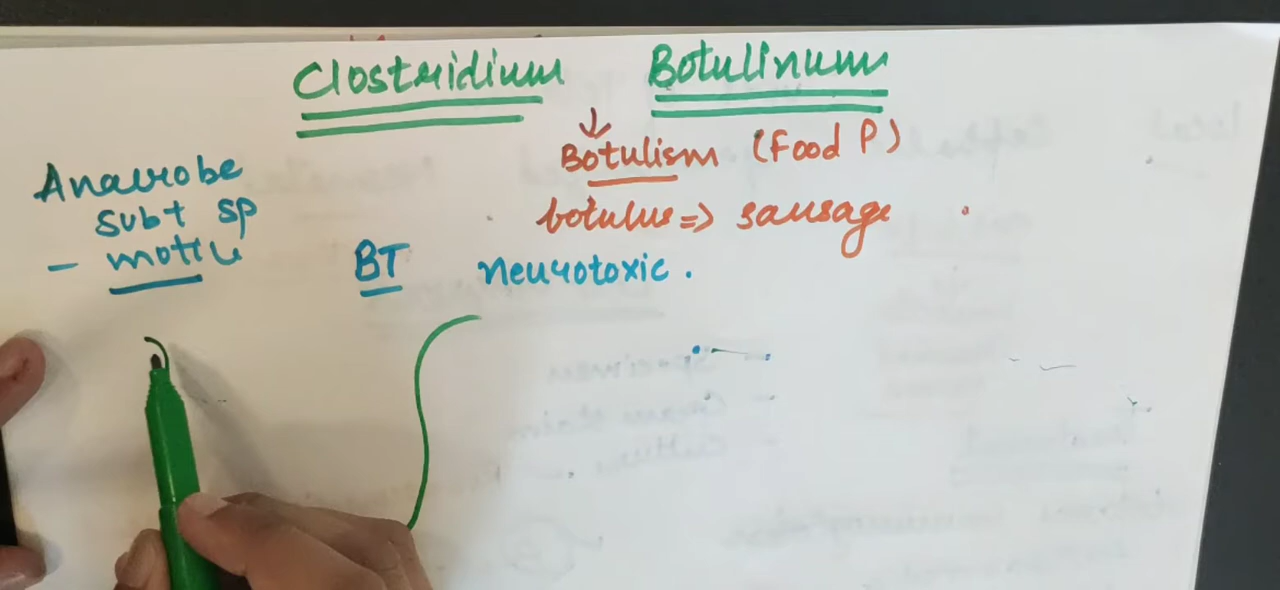 Clostridium Botulinum
↓
Botulism (Food P)
Anaerobe
subt sp
- motile
botulus => sausage
BT neurotoxic.